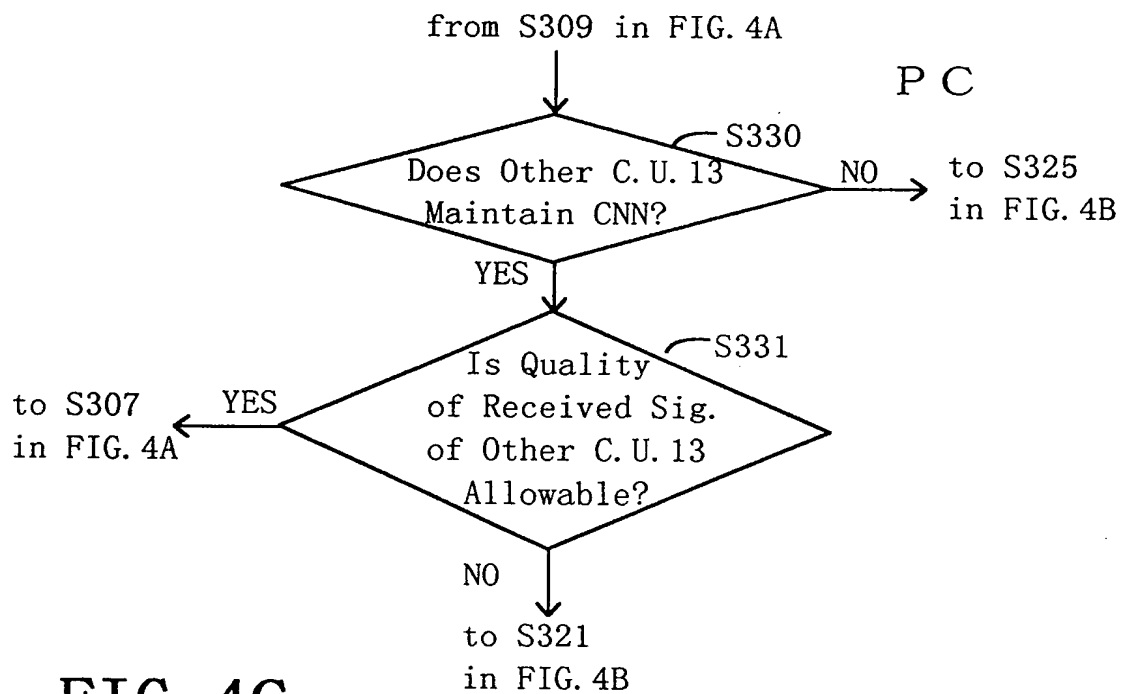 from S309 in FIG. 4A
P C
S330
Does Other C. U. 13
Maintain CNN?
NO
to S325
in FIG. 4B
YES
S331
Is Quality
of Received Sig.
of Other C. U. 13
Allowable?
YES
to S307
in FIG. 4A
NO
to S321
in FIG. 4B
FIG. 4C